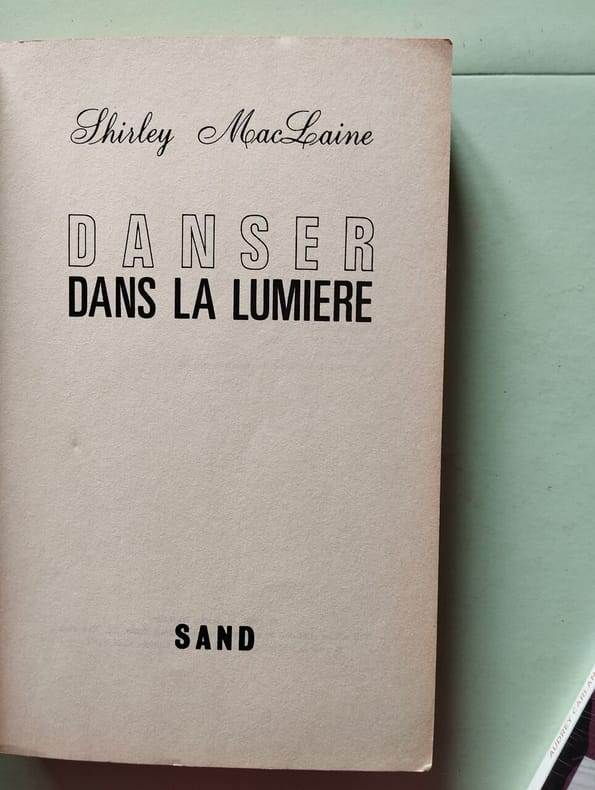 Shirley MacLaine
DANSER
DANS LA LUMIERE
SAND